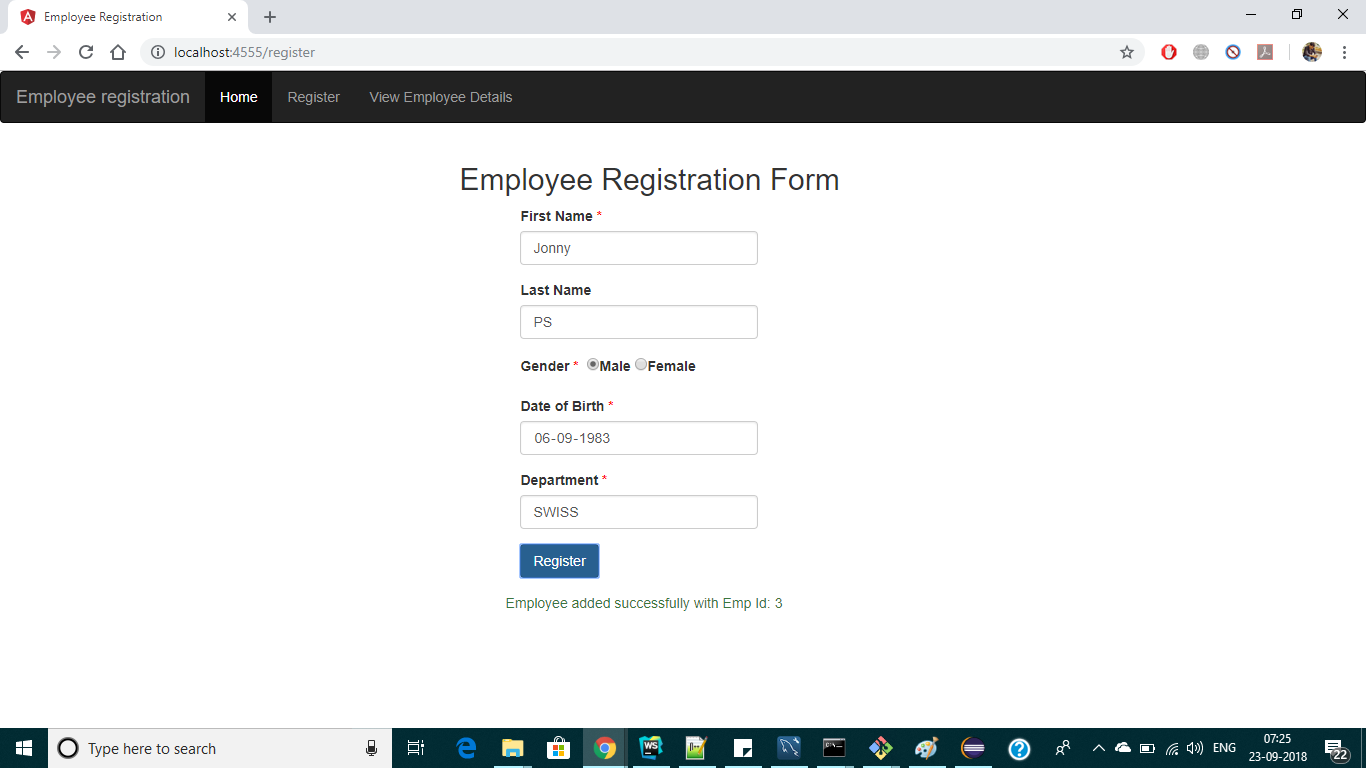 Employee Registration
localhost:4555/register
Employee registration Home Register View Employee Details
Employee Registration Form
First Name *
Jonny
Last Name
PS
Gender * Male Female
Date of Birth *
06-09-1983
Department *
SWISS
Register
Employee added successfully with Emp Id: 3
Type here to search
WS
ENG
07:25
23-09-2018
22